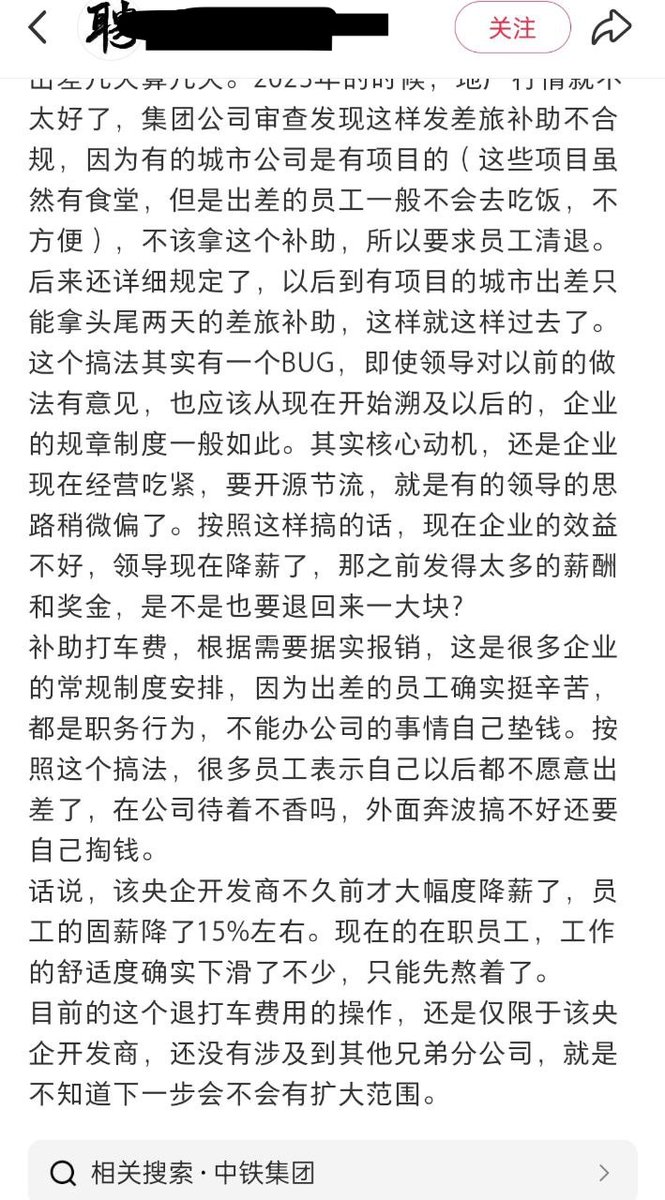 聘
关注
出差几天算几天。2023年的时候，地产行情就不
太好了，集团公司审查发现这样发差旅补助不合
规，因为有的城市公司是有项目的（这些项目虽
然有食堂，但是出差的员工一般不会去吃饭，不
方便），不该拿这个补助，所以要求员工清退。
后来还详细规定了，以后到有项目的城市出差只
能拿头尾两天的差旅补助，这样就这样过去了。
这个搞法其实有一个BUG，即使领导对以前的做
法有意见，也应该从现在开始溯及以后的，企业
的规章制度一般如此。其实核心动机，还是企业
现在经营吃紧，要开源节流，就是有的领导的思
路稍微偏了。按照这样搞的话，现在企业的效益
不好，领导现在降薪了，那之前发得太多的薪酬
和奖金，是不是也要退回来一大块？
补助打车费，根据需要据实报销，这是很多企业
的常规制度安排，因为出差的员工确实挺辛苦，
都是职务行为，不能办公司的事情自己垫钱。按
照这个搞法，很多员工表示自己以后都不愿意出
差了，在公司待着不香吗，外面奔波搞不好还要
自己掏钱。
话说，该央企开发商不久前才大幅度降薪了，员
工的固薪降了15%左右。现在的在职员工，工作
的舒适度确实下滑了不少，只能先熬着了。
目前的这个退打车费用的操作，还是仅限于该央
企开发商，还没有涉及到其他兄弟分公司，就是
不知道下一步会不会有扩大范围。
相关搜索·中铁集团